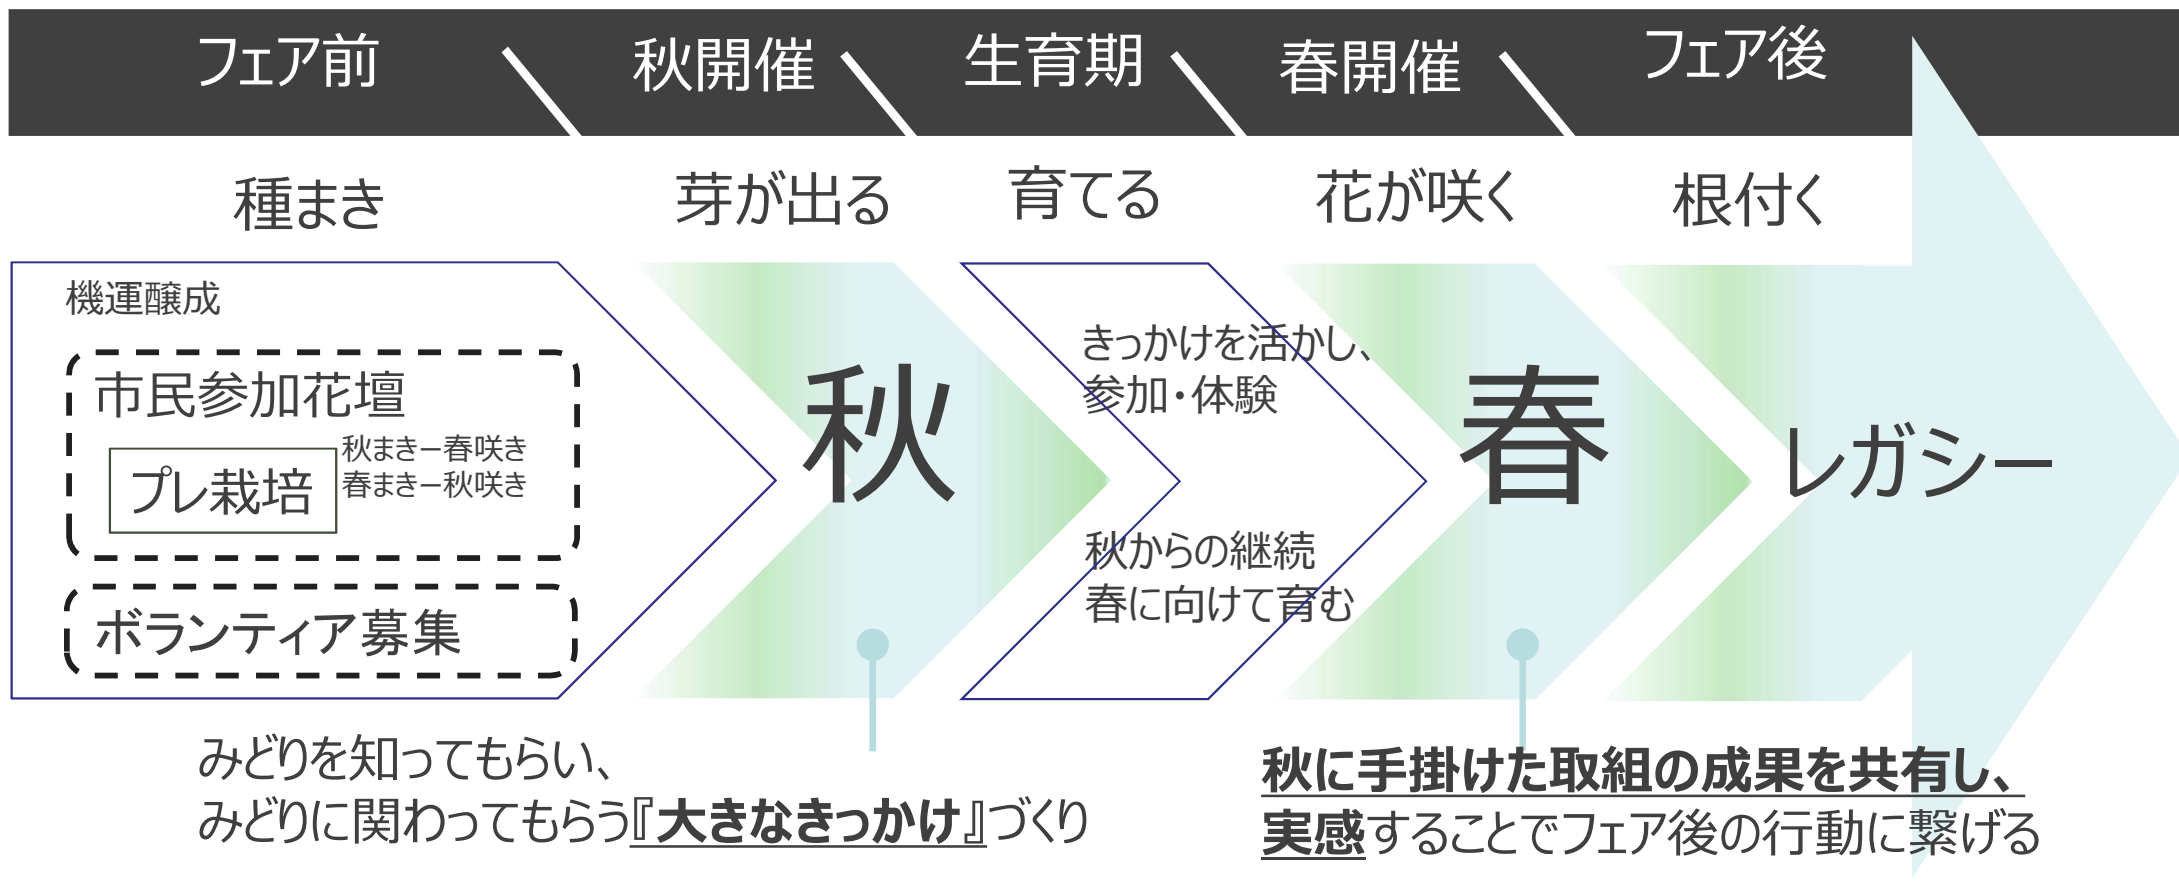 フェア前
秋開催
生育期
春開催
フェア後
種まき
芽が出る
育てる
花が咲く
根付く
機運醸成
市民参加花壇
プレ栽培
秋まきー春咲き
春まきー秋咲き
ボランティア募集
秋
きっかけを活かし、
参加・体験
秋からの継続
春に向けて育む
春
レガシー
みどりを知ってもらい、
みどりに関わってもらう『大きなきっかけ』づくり
秋に手掛けた取組の成果を共有し、
実感することでフェア後の行動に繋げる